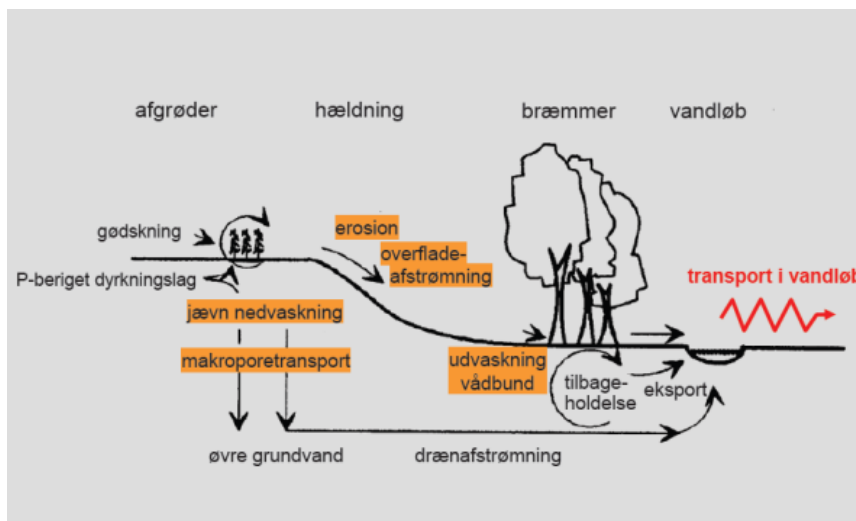 afgrøder hældning bræmmer vandløb
gødskning
erosion
overflade-
afstrømning
P-beriget dyrkningslag
transport i vandløb
jævn nedvaskning
makroporetransport
udvaskning
vådbund
tilbage-
holdelse
eksport
øvre grundvand drænafstrømning